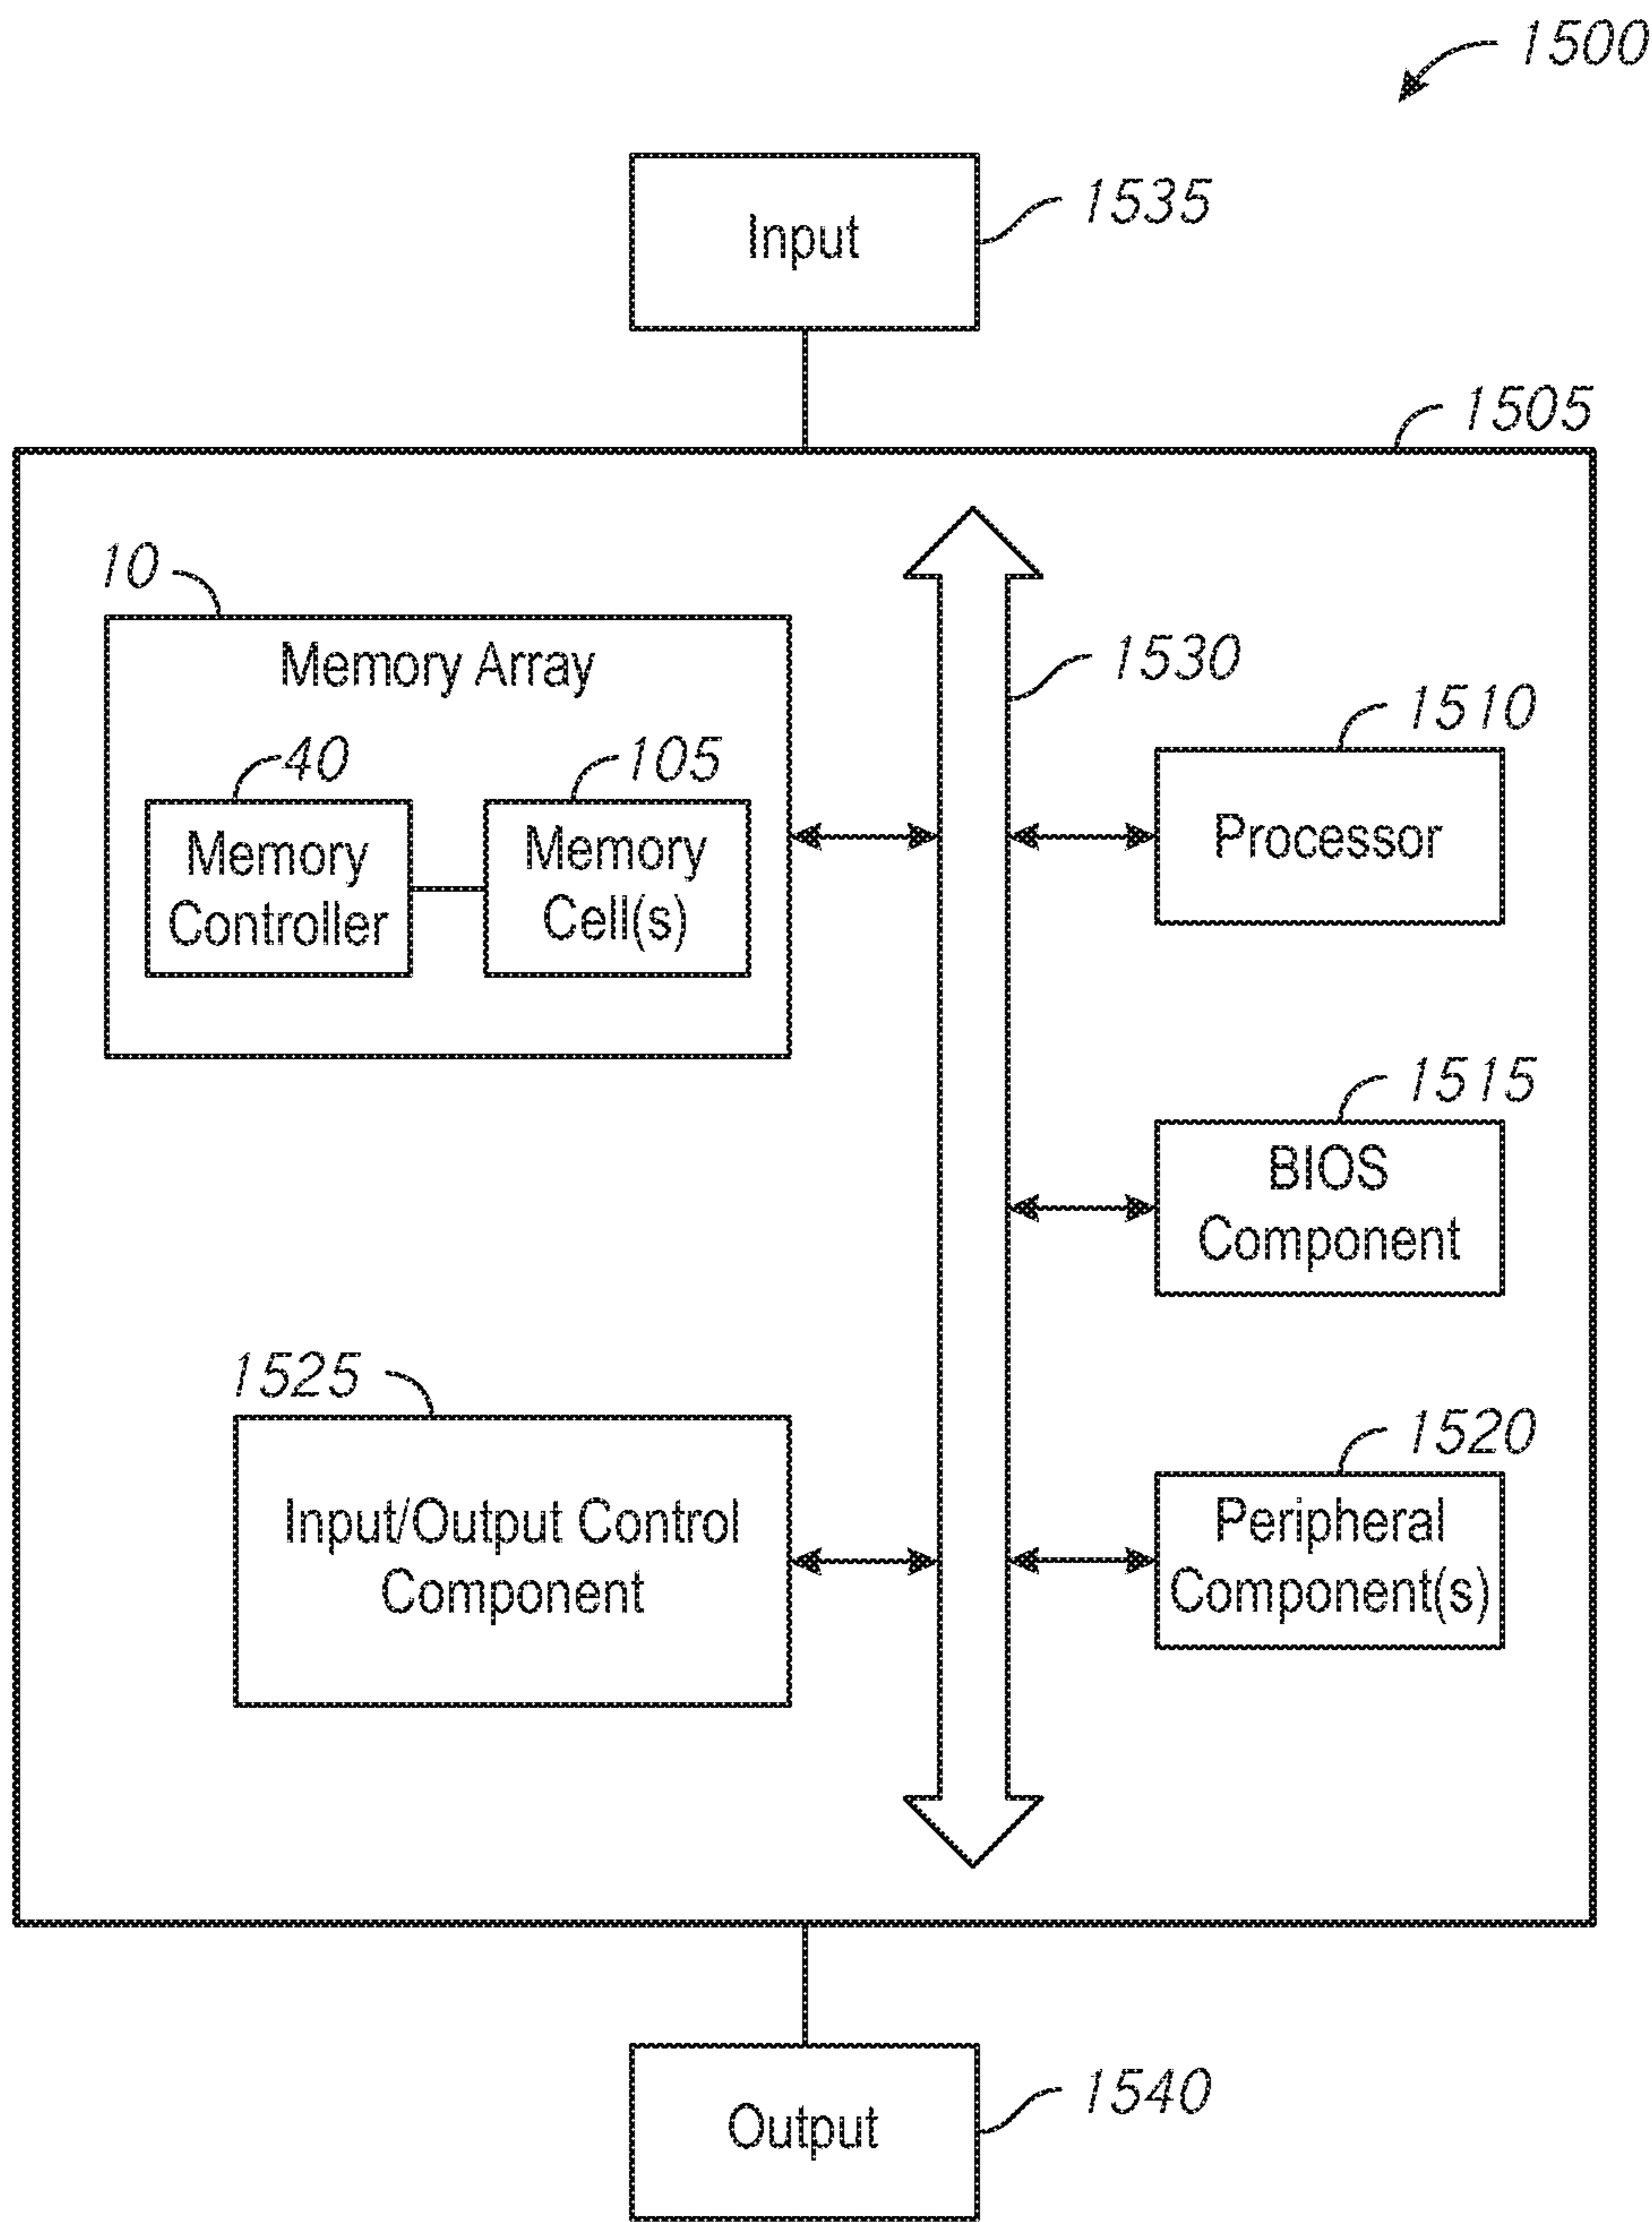 1500
1535
Input
1505
10
Memory Array
1530
1510
40
105
Memory
Controller
Memory
Cell(s)
Processor
1515
BIOS
Component
1525
1520
Input/Output Control
Component
Peripheral
Component(s)
1540
Output